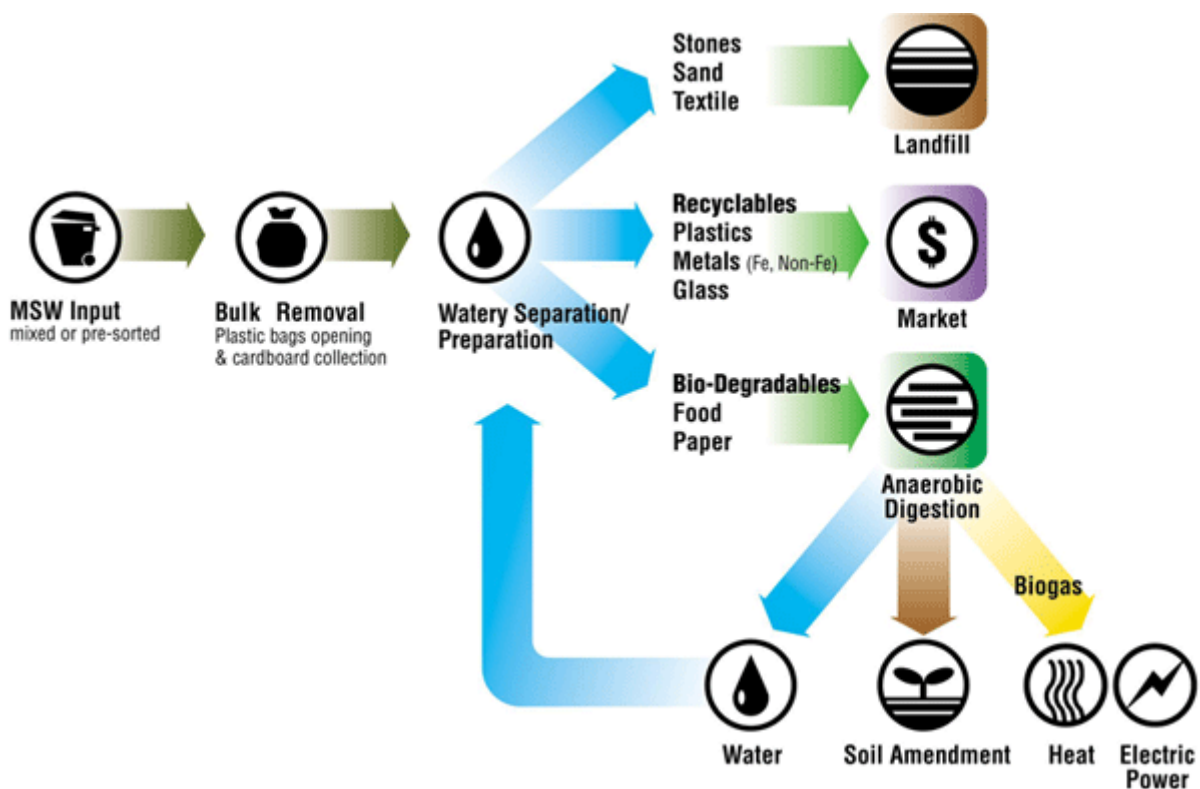 Stones
Sand
Textile
Landfill
MSW Input
mixed or pre-sorted
Bulk Removal
Plastic bags opening
& cardboard collection
Watery Separation/
Preparation
Recyclables
Plastics
Metals (Fe, Non-Fe)
Glass
$
Market
Bio-Degradables
Food
Paper
Anaerobic
Digestion
Biogas
Water
Soil Amendment
Heat
Electric
Power